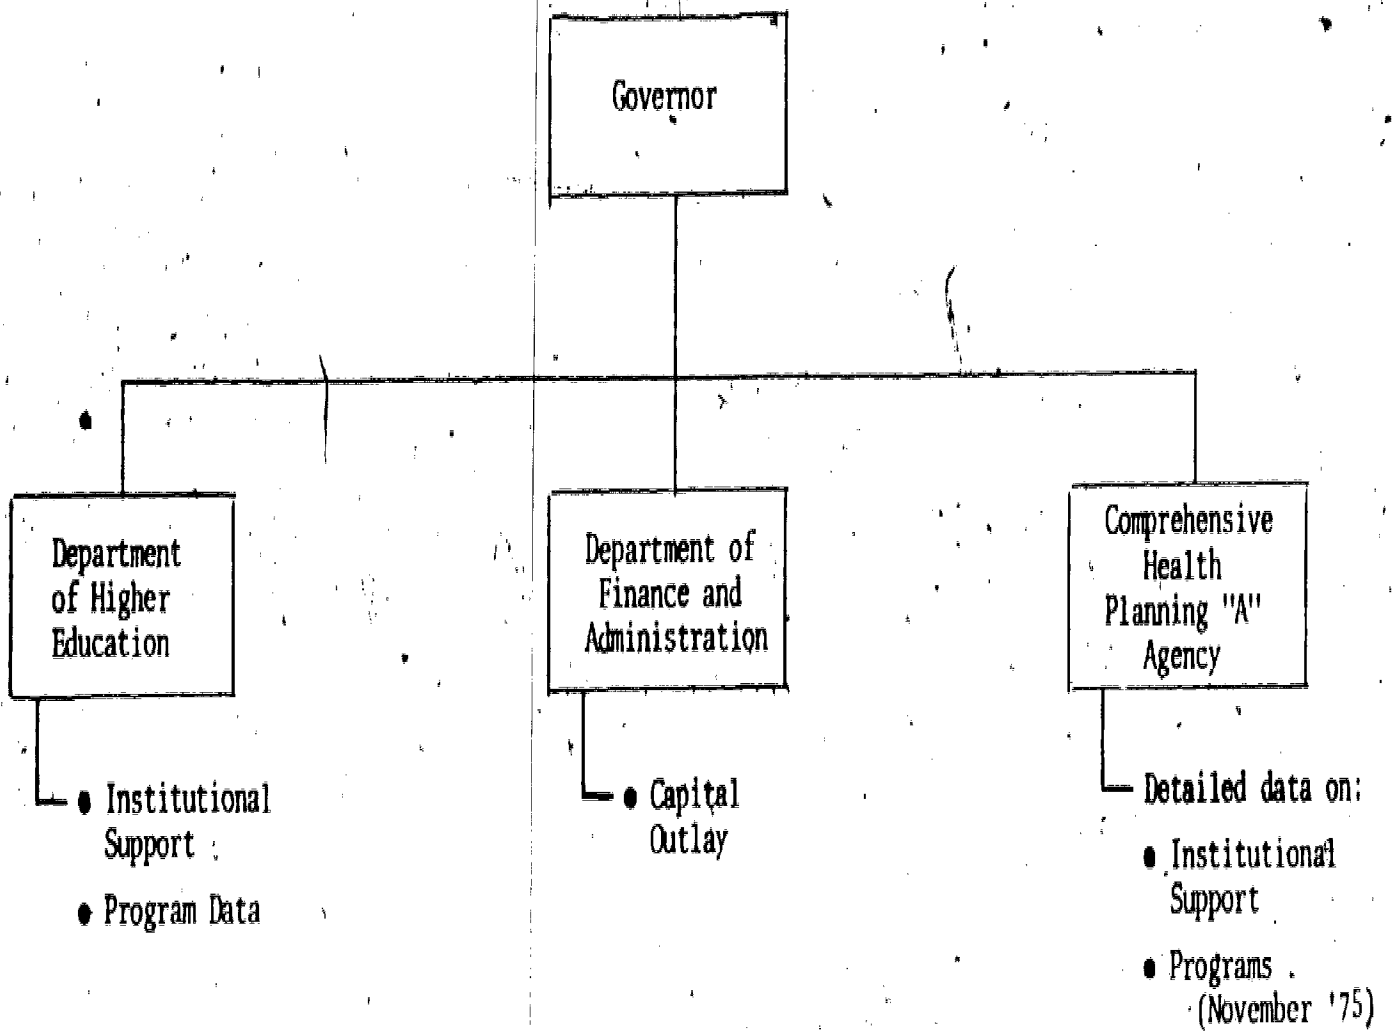 Governor
Department
of Higher
Education
Department of
Finance and
Administration
Comprehensive
Health
Planning "A"
Agency
● Institutional
Support
● Program Data
● Capital
Outlay
Detailed data on:
● Institutional
Support
● Programs
(November '75)